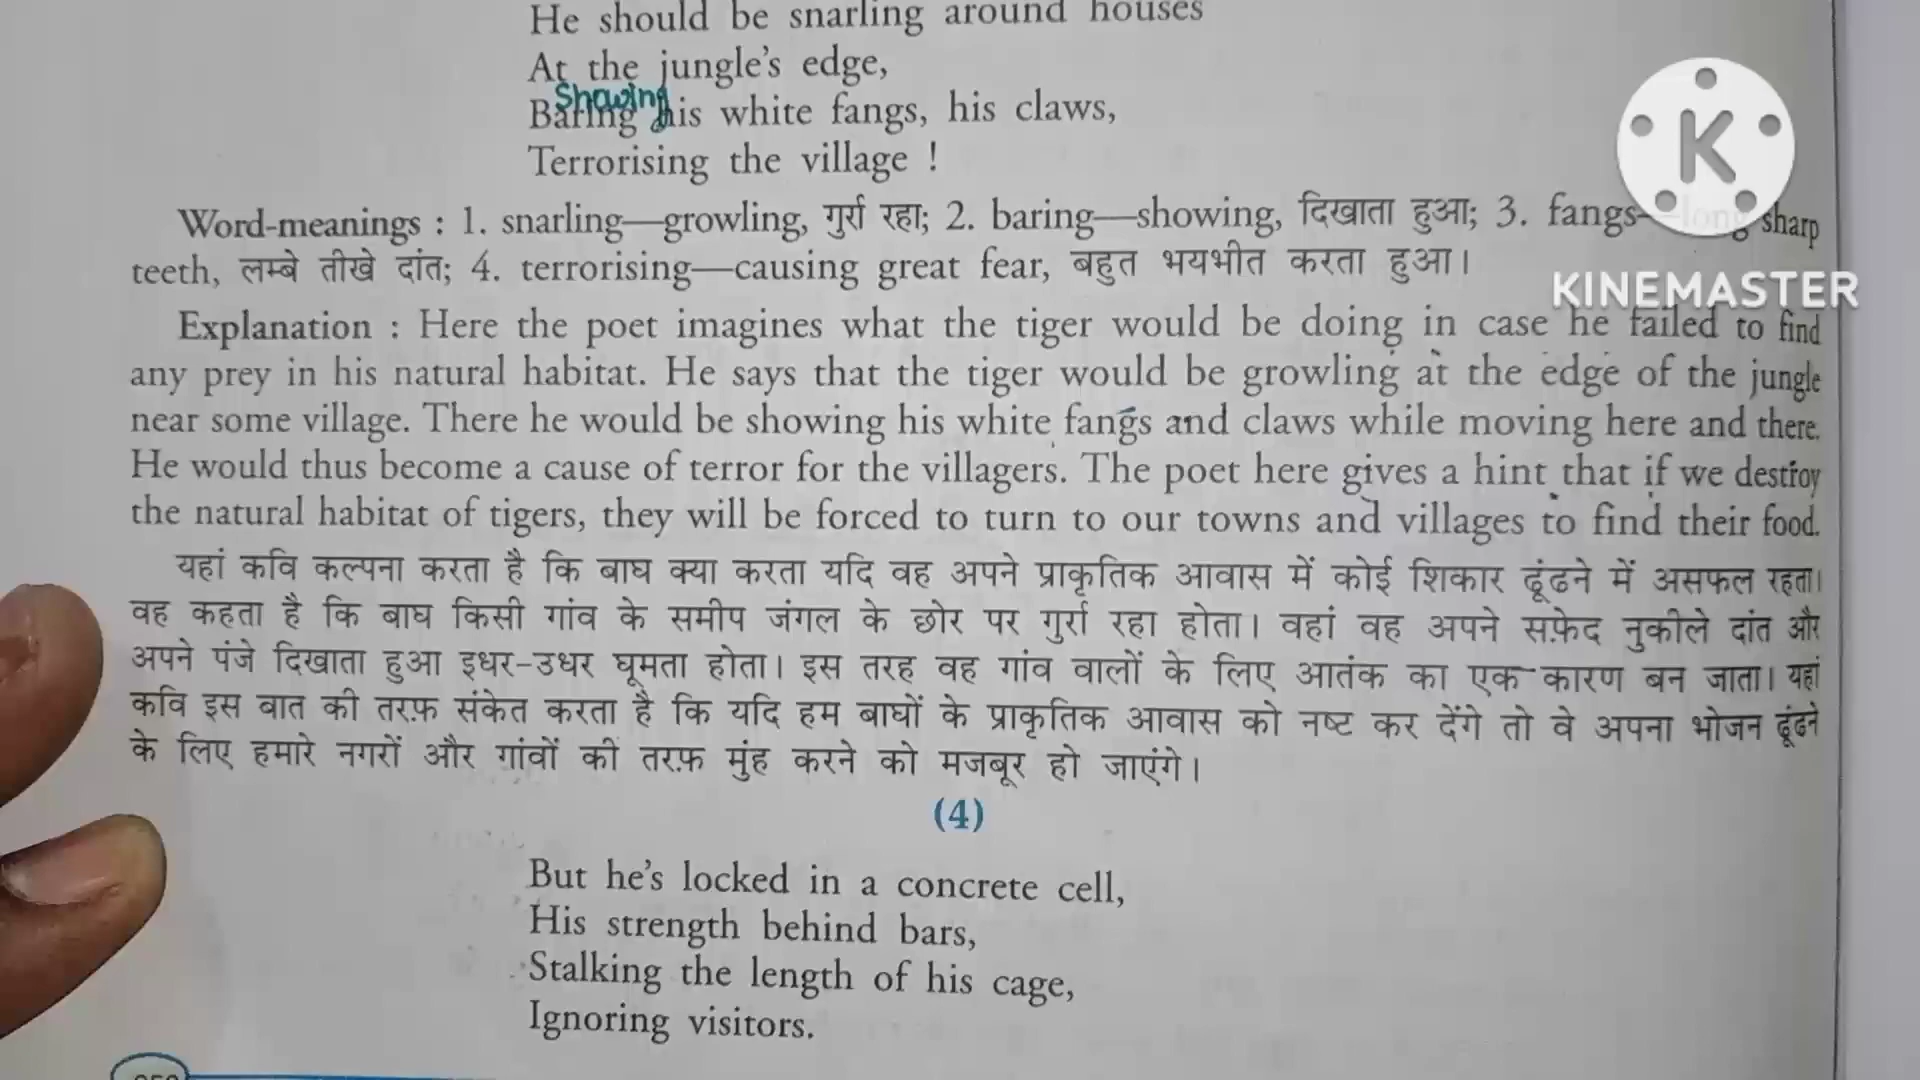 He should be snarling around houses
At the jungle's edge,
Showing
Baring his white fangs, his claws,
Terrorising the village !
K
Word-meanings : 1. snarling—growling, गुर्रा रहा; 2. baring—showing, दिखाता हुआ; 3. fangs—long sharp
teeth, लम्बे तीखे दांत; 4. terrorising—causing great fear, बहुत भयभीत करता हुआ।
KINEMASTER
Explanation : Here the poet imagines what the tiger would be doing in case he failed to find
any prey in his natural habitat. He says that the tiger would be growling at the edge of the jungle
near some village. There he would be showing his white fangs and claws while moving here and there.
He would thus become a cause of terror for the villagers. The poet here gives a hint that if we destroy
the natural habitat of tigers, they will be forced to turn to our towns and villages to find their food.
यहां कवि कल्पना करता है कि बाघ क्या करता यदि वह अपने प्राकृतिक आवास में कोई शिकार ढूंढने में असफल रहता।
वह कहता है कि बाघ किसी गांव के समीप जंगल के छोर पर गुर्रा रहा होता। वहां वह अपने सफ़ेद नुकीले दांत और
अपने पंजे दिखाता हुआ इधर-उधर घूमता होता। इस तरह वह गांव वालों के लिए आतंक का एक कारण बन जाता। यहां
कवि इस बात की तरफ़ संकेत करता है कि यदि हम बाघों के प्राकृतिक आवास को नष्ट कर देंगे तो वे अपना भोजन ढूंढने
के लिए हमारे नगरों और गांवों की तरफ़ मुंह करने को मजबूर हो जाएंगे।
(4)
But he's locked in a concrete cell,
His strength behind bars,
Stalking the length of his cage,
Ignoring visitors.